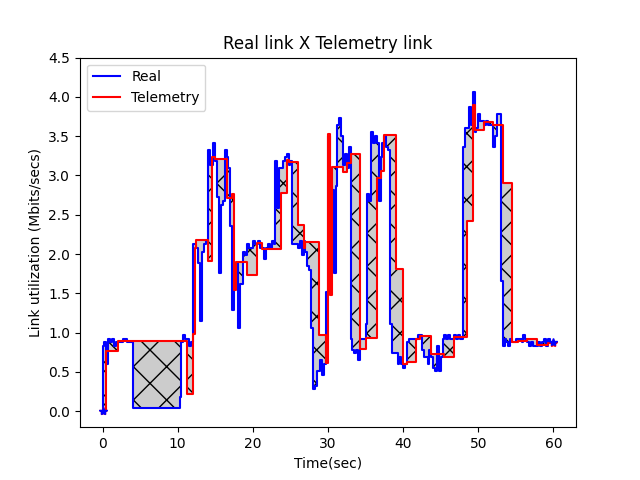 Real link X Telemetry link
Real
Telemetry
Link utilization (Mbits/secs)
4.5
4.0
3.5
3.0
2.5
2.0
1.5
1.0
0.5
0.0
0 10 20 30 40 50 60
Time(sec)